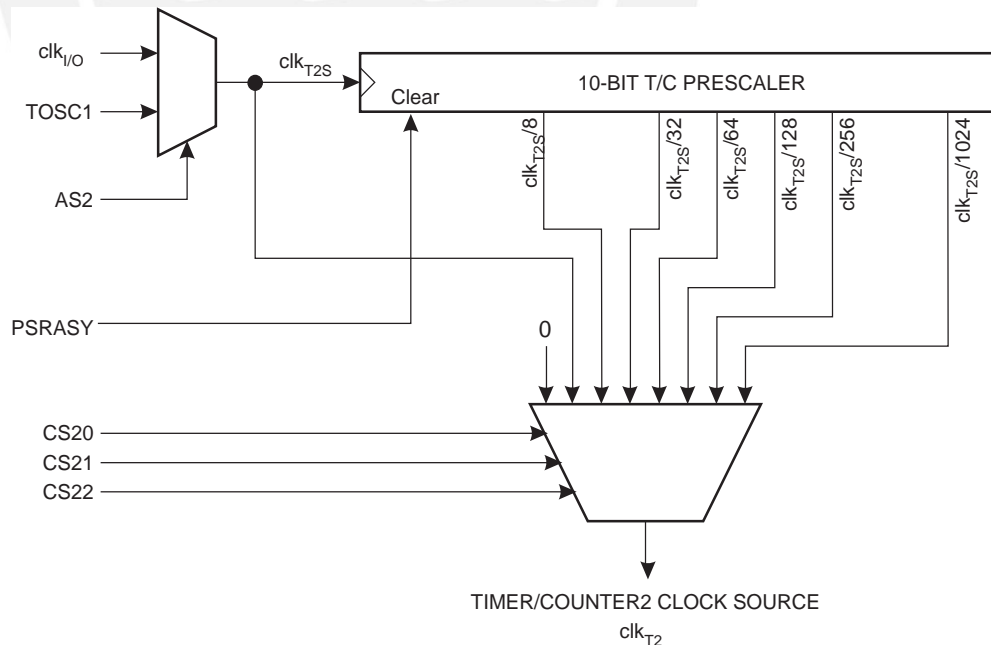 clkI/O
clkT2S
10-BIT T/C PRESCALER
Clear
TOSC1
clkT2S/8
clkT2S/32
clkT2S/64
clkT2S/128
clkT2S/256
clkT2S/1024
AS2
PSRASY
0
CS20
CS21
CS22
TIMER/COUNTER2 CLOCK SOURCE
clkT2